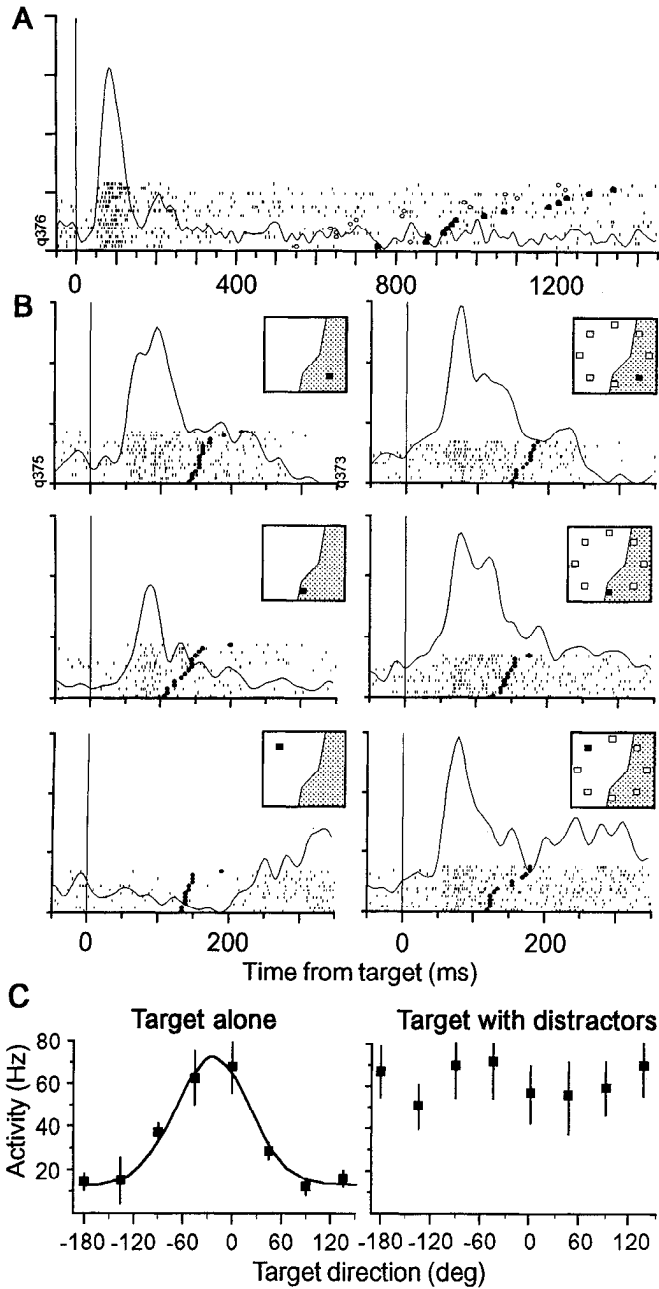 A
q376
0 400 800 1200
B
q375
q373
0 200 0 200
Time from target (ms)
C
Target alone Target with distractors
80
60
40
20
Activity (Hz)
-180 -120 -60 0 60 120 -180 -120 -60 0 60 120
Target direction (deg)